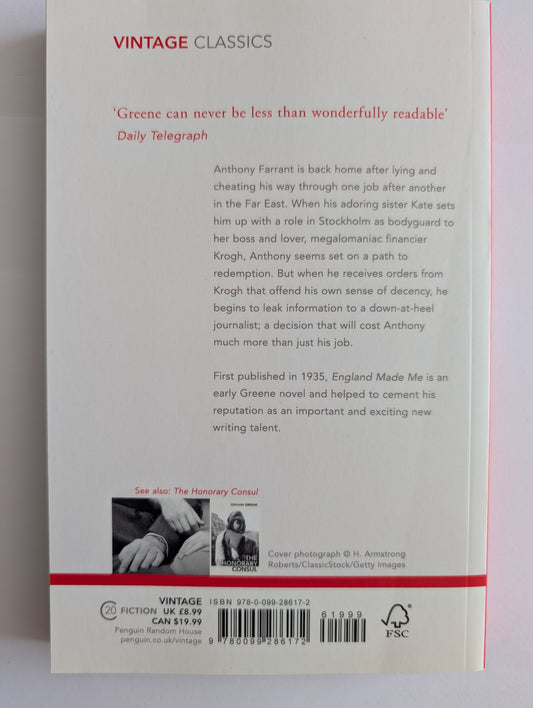 VINTAGE CLASSICS
‘Greene can never be less than wonderfully readable’
Daily Telegraph
Anthony Farrant is back home after lying and
cheating his way through one job after another
in the Far East. When his adoring sister Kate sets
him up with a role in Stockholm as bodyguard to
her boss and lover, megalomaniac financier
Krogh, Anthony seems set on a path to
redemption. But when he receives orders from
Krogh that offend his own sense of decency, he
begins to leak information to a down-at-heel
journalist; a decision that will cost Anthony
much more than just his job.
First published in 1935, England Made Me is an
early Greene novel and helped to cement his
reputation as an important and exciting new
writing talent.
See also: The Honorary Consul
GRAHAM GREENE
THE
HONORARY
CONSUL
Cover photograph © H. Armstrong
Roberts/ClassicStock/Getty Images
20 FICTION
VINTAGE
UK £8.99
CAN $19.99
Penguin Random House
penguin.co.uk/vintage
ISBN 978-0-099-28617-2
9 780099 286172
61999
FSC